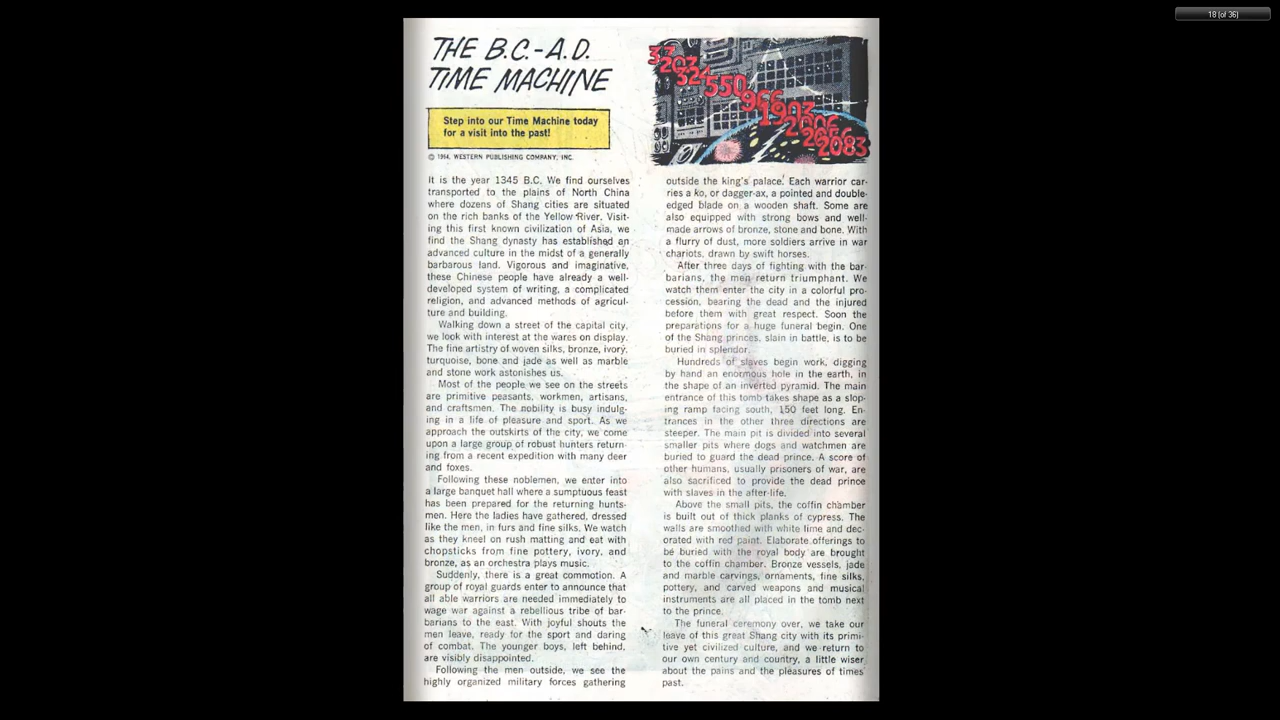 18 (of 36)
THE B.C.-A.D.
TIME MACHINE
Step into our Time Machine today
for a visit into the past!
© 1964, WESTERN PUBLISHING COMPANY, INC.
33
203
324
550
966
1903
2006
2066
2083
It is the year 1345 B.C. We find ourselves
transported to the plains of North China
where dozens of Shang cities are situated
on the rich banks of the Yellow River. Visit-
ing this first known civilization of Asia, we
find the Shang dynasty has established an
advanced culture in the midst of a generally
barbarous land. Vigorous and imaginative,
these Chinese people have already a well-
developed system of writing, a complicated
religion, and advanced methods of agricul-
ture and building.
Walking down a street of the capital city,
we look with interest at the wares on display.
The fine artistry of woven silks, bronze, ivory,
turquoise, bone and jade as well as marble
and stone work astonishes us.
Most of the people we see on the streets
are primitive peasants, workmen, artisans,
and craftsmen. The nobility is busy indulg-
ing in a life of pleasure and sport. As we
approach the outskirts of the city, we come
upon a large group of robust hunters return-
ing from a recent expedition with many deer
and foxes.
Following these noblemen, we enter into
a large banquet hall where a sumptuous feast
has been prepared for the returning hunts-
men. Here the ladies have gathered, dressed
like the men, in furs and fine silks. We watch
as they kneel on rush matting and eat with
chopsticks from fine pottery, ivory, and
bronze, as an orchestra plays music.
Suddenly, there is a great commotion. A
group of royal guards enter to announce that
all able warriors are needed immediately to
wage war against a rebellious tribe of bar-
barians to the east. With joyful shouts the
men leave, ready for the sport and daring
of combat. The younger boys, left behind,
are visibly disappointed.
Following the men outside, we see the
highly organized military forces gathering
outside the king's palace. Each warrior car-
ries a ko, or dagger-ax, a pointed and double-
edged blade on a wooden shaft. Some are
also equipped with strong bows and well-
made arrows of bronze, stone and bone. With
a flurry of dust, more soldiers arrive in war
chariots, drawn by swift horses.
After three days of fighting with the bar-
barians, the men return triumphant. We
watch them enter the city in a colorful pro-
cession, bearing the dead and the injured
before them with great respect. Soon the
preparations for a huge funeral begin. One
of the Shang princes, slain in battle, is to be
buried in splendor.
Hundreds of slaves begin work, digging
by hand an enormous hole in the earth, in
the shape of an inverted pyramid. The main
entrance of this tomb takes shape as a slop-
ing ramp facing south, 150 feet long. En-
trances in the other three directions are
steeper. The main pit is divided into several
smaller pits where dogs and watchmen are
buried to guard the dead prince. A score of
other humans, usually prisoners of war, are
also sacrificed to provide the dead prince
with slaves in the after-life.
Above the small pits, the coffin chamber
is built out of thick planks of cypress. The
walls are smoothed with white lime and dec-
orated with red paint. Elaborate offerings to
be buried with the royal body are brought
to the coffin chamber. Bronze vessels, jade
and marble carvings, ornaments, fine silks,
pottery, and carved weapons and musical
instruments are all placed in the tomb next
to the prince.
The funeral ceremony over, we take our
leave of this great Shang city with its primi-
tive yet civilized culture, and we return to
our own century and country, a little wiser
about the pains and the pleasures of times
past.